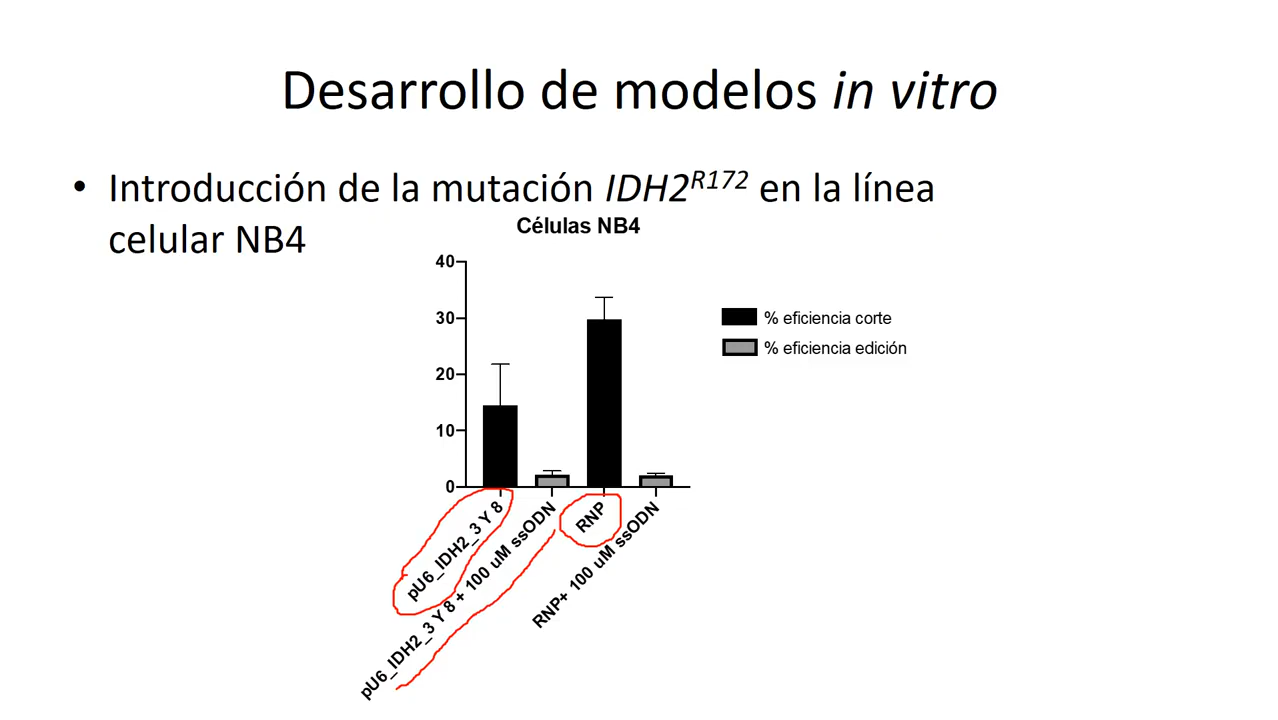 Desarrollo de modelos in vitro
• Introducción de la mutación IDH2R172 en la línea
celular NB4
Células NB4
40
30
20
10
0
% eficiencia corte
% eficiencia edición
pU6_IDH2_3 Y 8
pU6_IDH2_3 Y 8 + 100 uM ssODN
RNP
RNP+ 100 uM ssODN